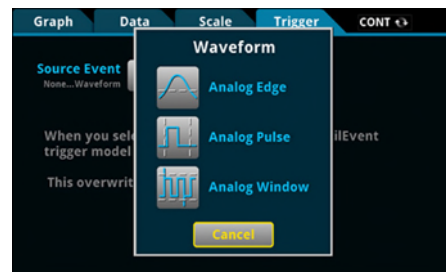 Graph Data Scale Trigger CONT
Waveform
Source Event
None...Waveform
Analog Edge
When you sele ilEvent
trigger model
Analog Pulse
This overwrit
Analog Window
Cancel